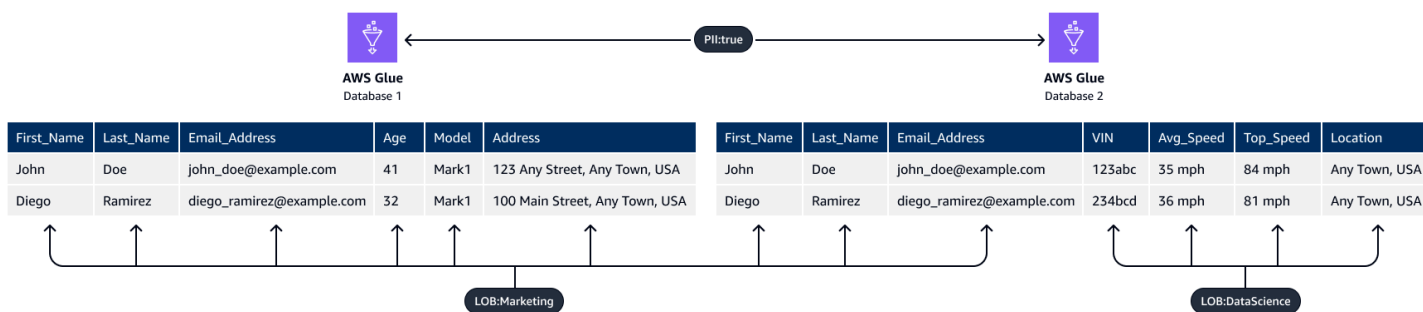 PII:true
AWS Glue
Database 1
AWS Glue
Database 2
First_Name Last_Name Email_Address Age Model Address
John Doe john_doe@example.com 41 Mark1 123 Any Street, Any Town, USA
Diego Ramirez diego_ramirez@example.com 32 Mark1 100 Main Street, Any Town, USA
First_Name Last_Name Email_Address VIN Avg_Speed Top_Speed Location
John Doe john_doe@example.com 123abc 35 mph 84 mph Any Town, USA
Diego Ramirez diego_ramirez@example.com 234bcd 36 mph 81 mph Any Town, USA
LOB:Marketing
LOB:DataScience